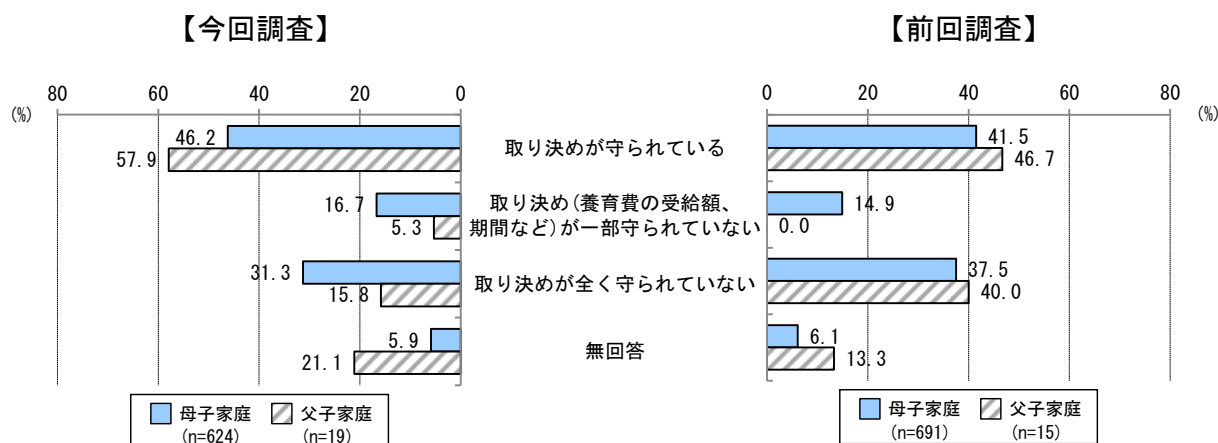 【今回調査】
【前回調査】
(%)
80 60 40 20 0
0 20 40 60 80
(%)
46.2
57.9
取り決めが守られている
41.5
46.7
16.7
5.3
取り決め(養育費の受給額、
期間など)が一部守られていない
14.9
0.0
31.3
15.8
取り決めが全く守られていない
37.5
40.0
5.9
21.1
無回答
6.1
13.3
母子家庭
(n=624)
父子家庭
(n=19)
母子家庭
(n=691)
父子家庭
(n=15)